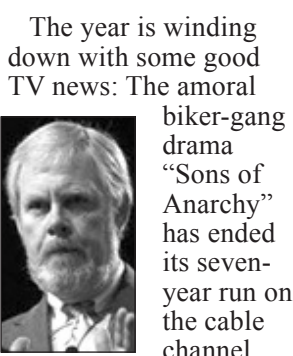 The year is winding
down with some good
TV news: The amoral
biker-gang
drama
“Sons of
Anarchy”
has ended
its seven-
year run on
the cable
channel